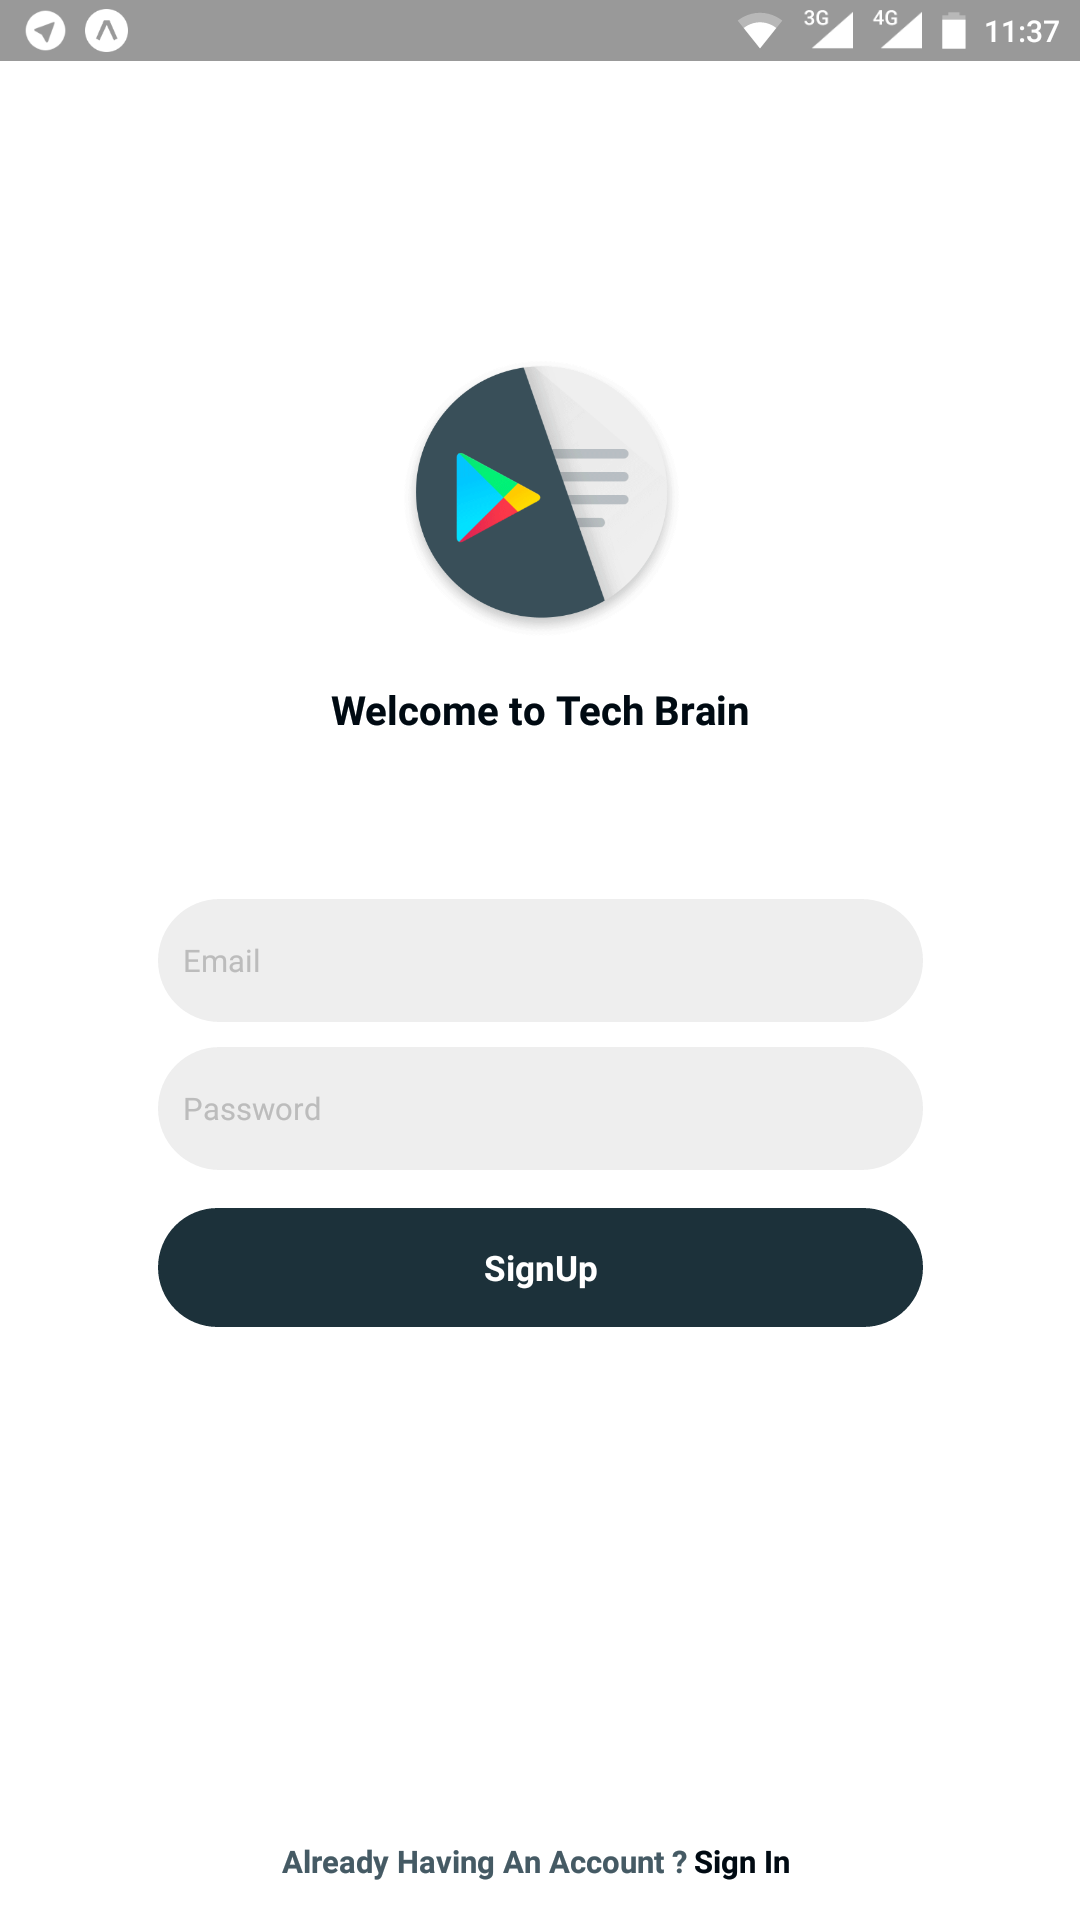 3G 4G 11:37
Welcome to Tech Brain
Email
Password
SignUp
Already Having An Account ? Sign In